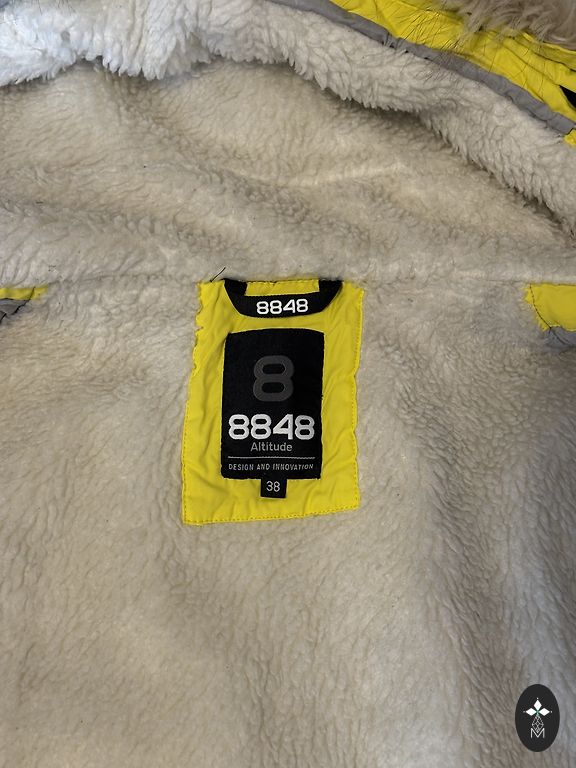 8848
8
8848
Altitude
DESIGN AND INNOVATION
38
M